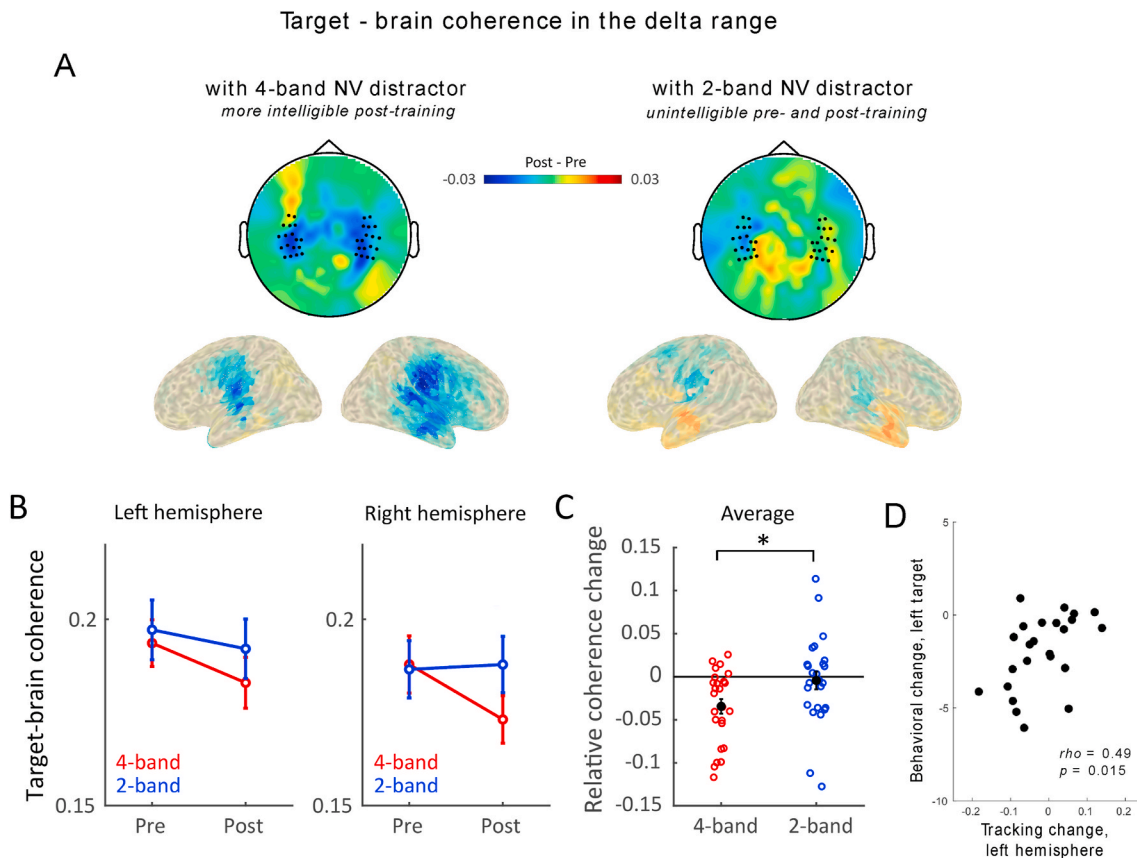 Target - brain coherence in the delta range
A
with 4-band NV distractor
more intelligible post-training
with 2-band NV distractor
unintelligible pre- and post-training
Post - Pre
-0.03
0.03
B
Left hemisphere
Right hemisphere
Target-brain coherence
0.2
0.15
4-band
2-band
Pre
Post
0.2
0.15
4-band
2-band
Pre
Post
C
Average
*
Relative coherence change
0.15
0.1
0.05
0
-0.05
-0.1
-0.15
4-band
2-band
D
Behavioral change, left target
5
0
-5
-10
rho = 0.49
p = 0.015
-0.2
-0.1
0
0.1
0.2
Tracking change,
left hemisphere